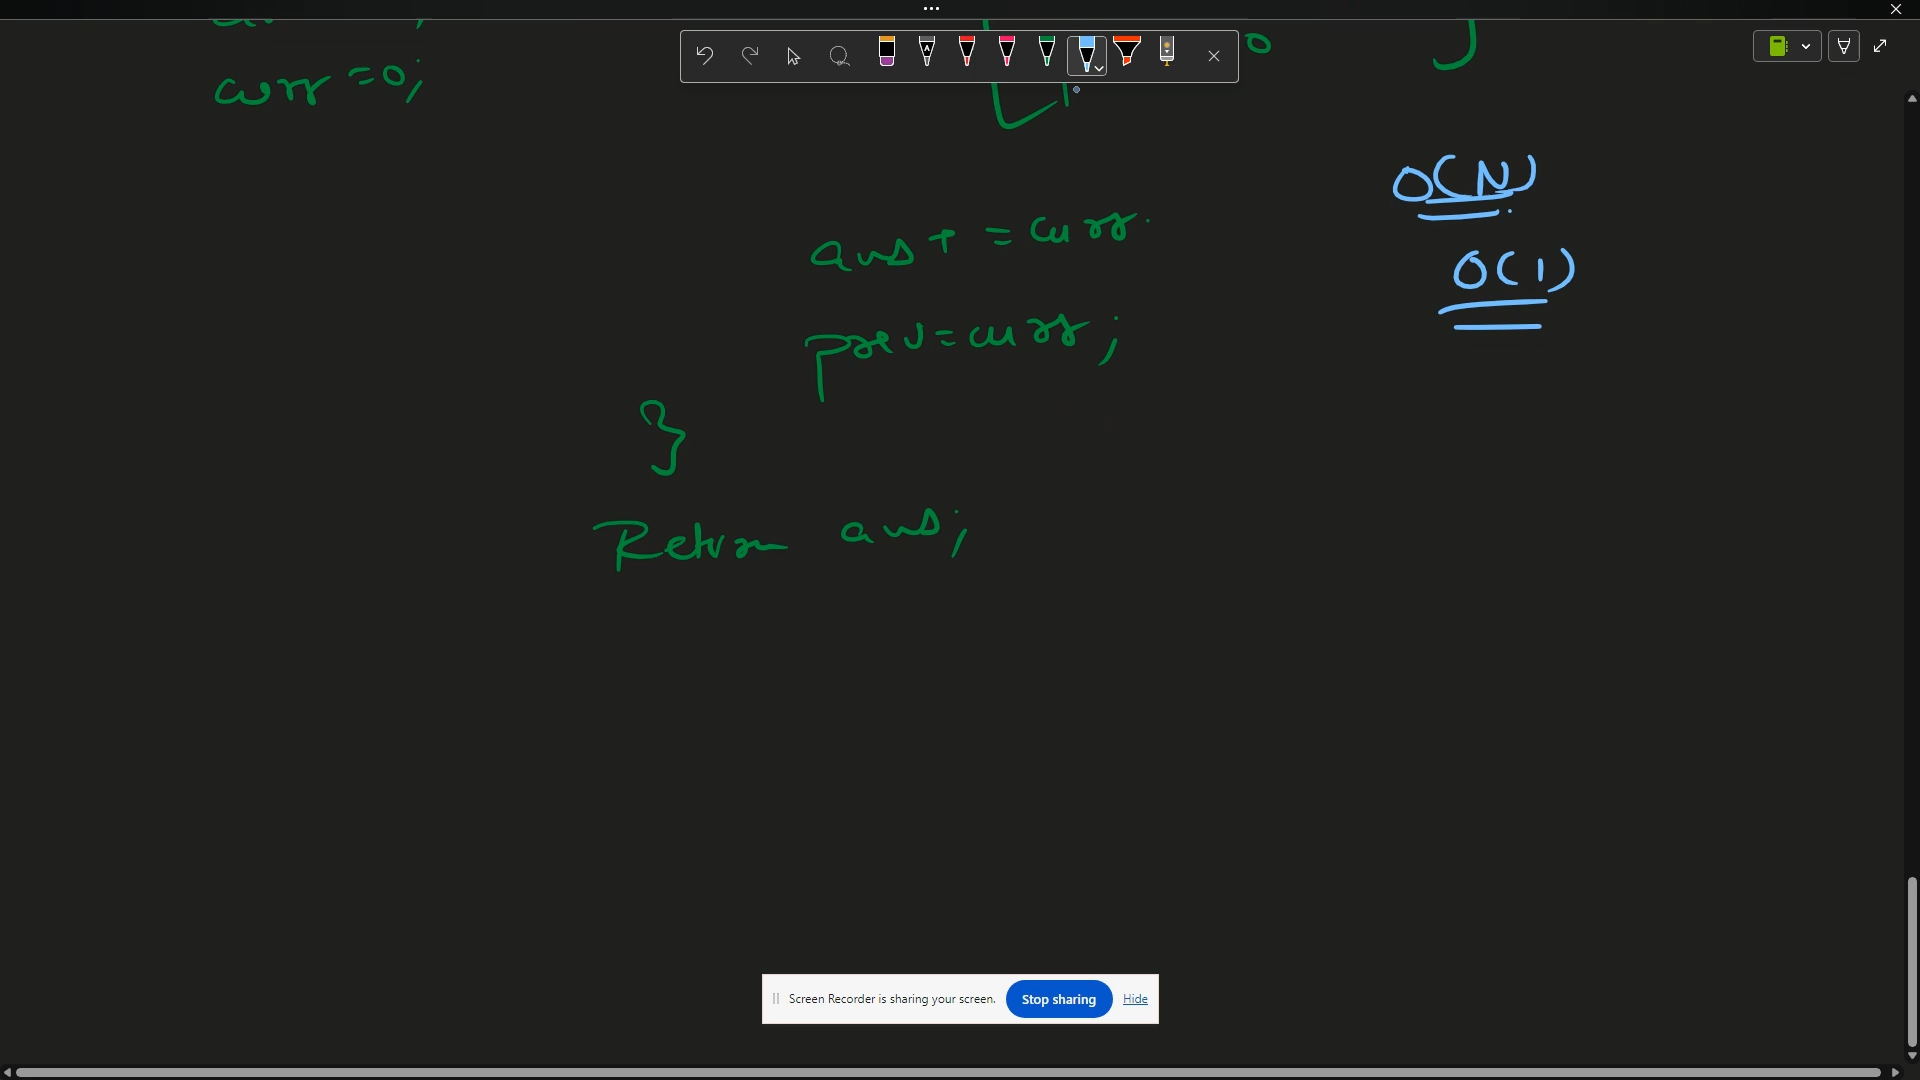 curr = 0;
O(N)
ans + = curr.
O(1)
prev = curr;
}
Return ans;
Screen Recorder is sharing your screen. Stop sharing Hide